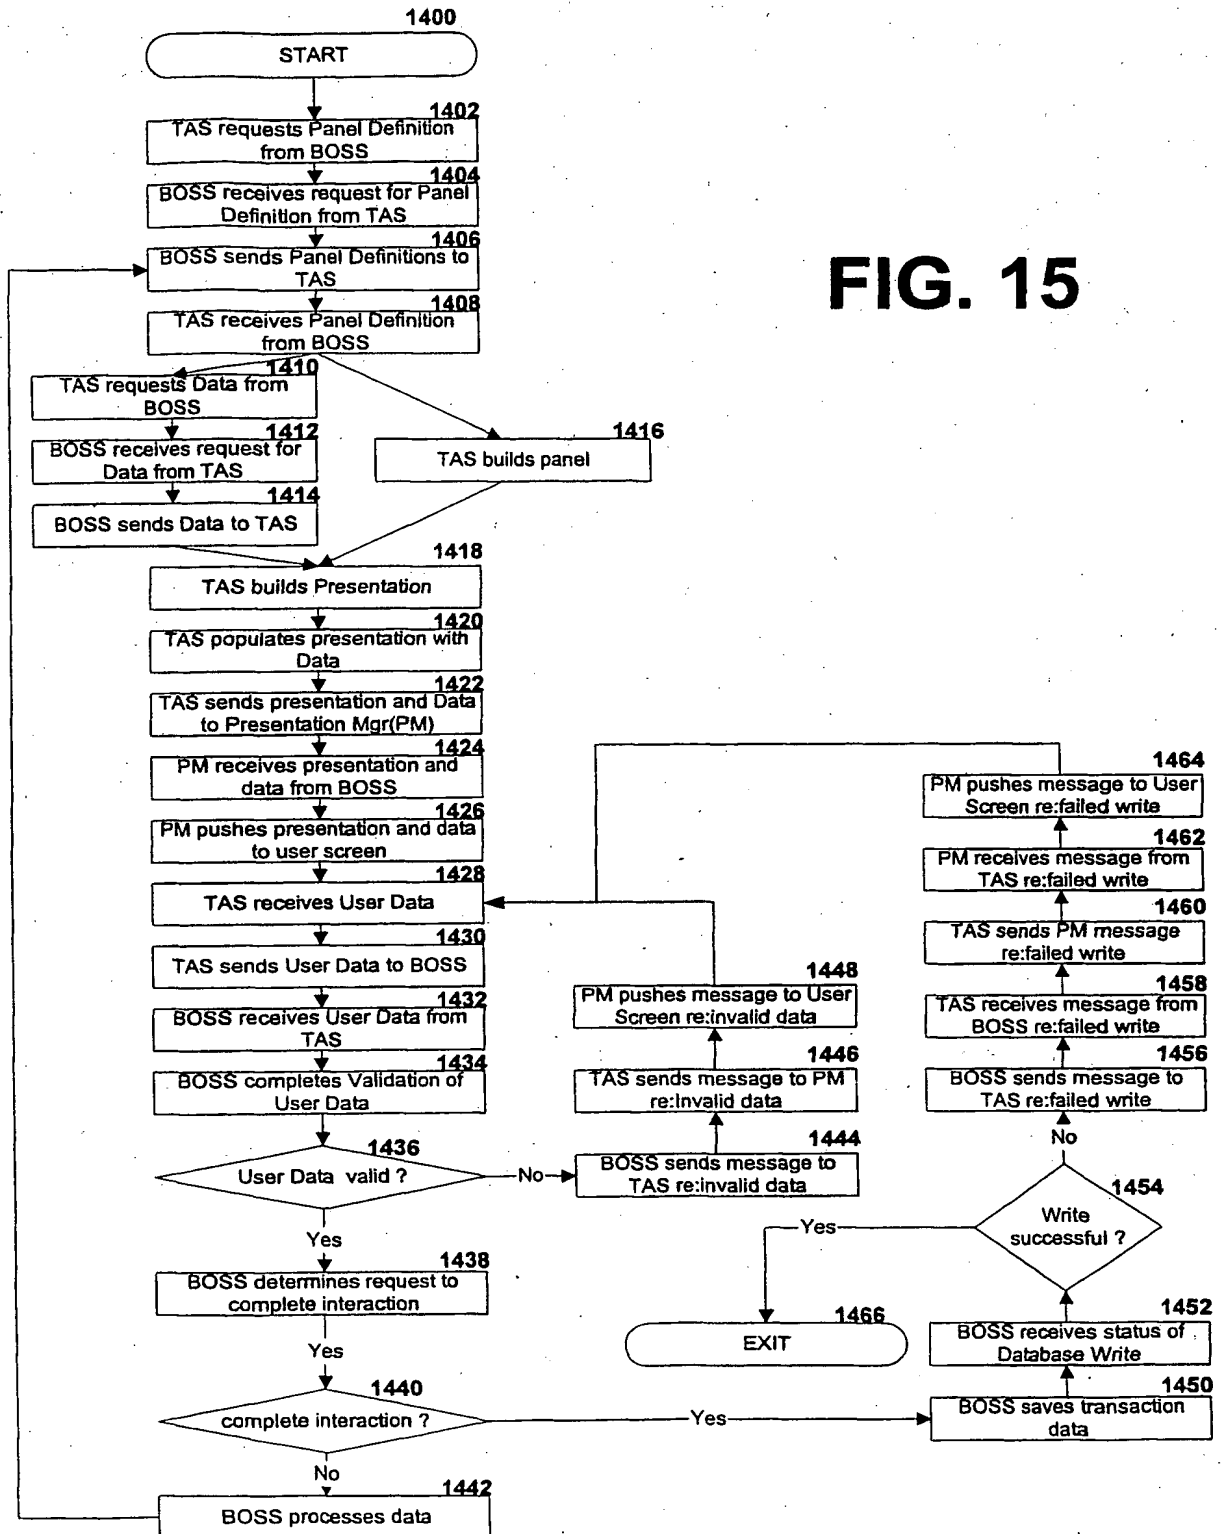 1400
START
1402
TAS requests Panel Definition
from BOSS
1404
BOSS receives request for Panel
Definition from TAS
1406
BOSS sends Panel Definitions to
TAS
FIG. 15
1408
TAS receives Panel Definition
from BOSS
1410
TAS requests Data from
BOSS
1412
BOSS receives request for
Data from TAS
1414
BOSS sends Data to TAS
1416
TAS builds panel
1418
TAS builds Presentation
1420
TAS populates presentation with
Data
1422
TAS sends presentation and Data
to Presentation Mgr(PM)
1424
PM receives presentation and
data from BOSS
1426
PM pushes presentation and data
to user screen
1428
TAS receives User Data
1430
TAS sends User Data to BOSS
1432
BOSS receives User Data from
TAS
1434
BOSS completes Validation of
User Data
1436
User Data valid ?
No
1444
BOSS sends message to
TAS re:invalid data
1446
TAS sends message to PM
re:Invalid data
1448
PM pushes message to User
Screen re:invalid data
Yes
1438
BOSS determines request to
complete interaction
Yes
1440
complete interaction ?
Yes
No
1442
BOSS processes data
1450
BOSS saves transaction
data
1452
BOSS receives status of
Database Write
1454
Write
successful ?
Yes
1466
EXIT
No
1456
BOSS sends message to
TAS re:failed write
1458
TAS receives message from
BOSS re:failed write
1460
TAS sends PM message
re:failed write
1462
PM receives message from
TAS re:failed write
1464
PM pushes message to User
Screen re:failed write